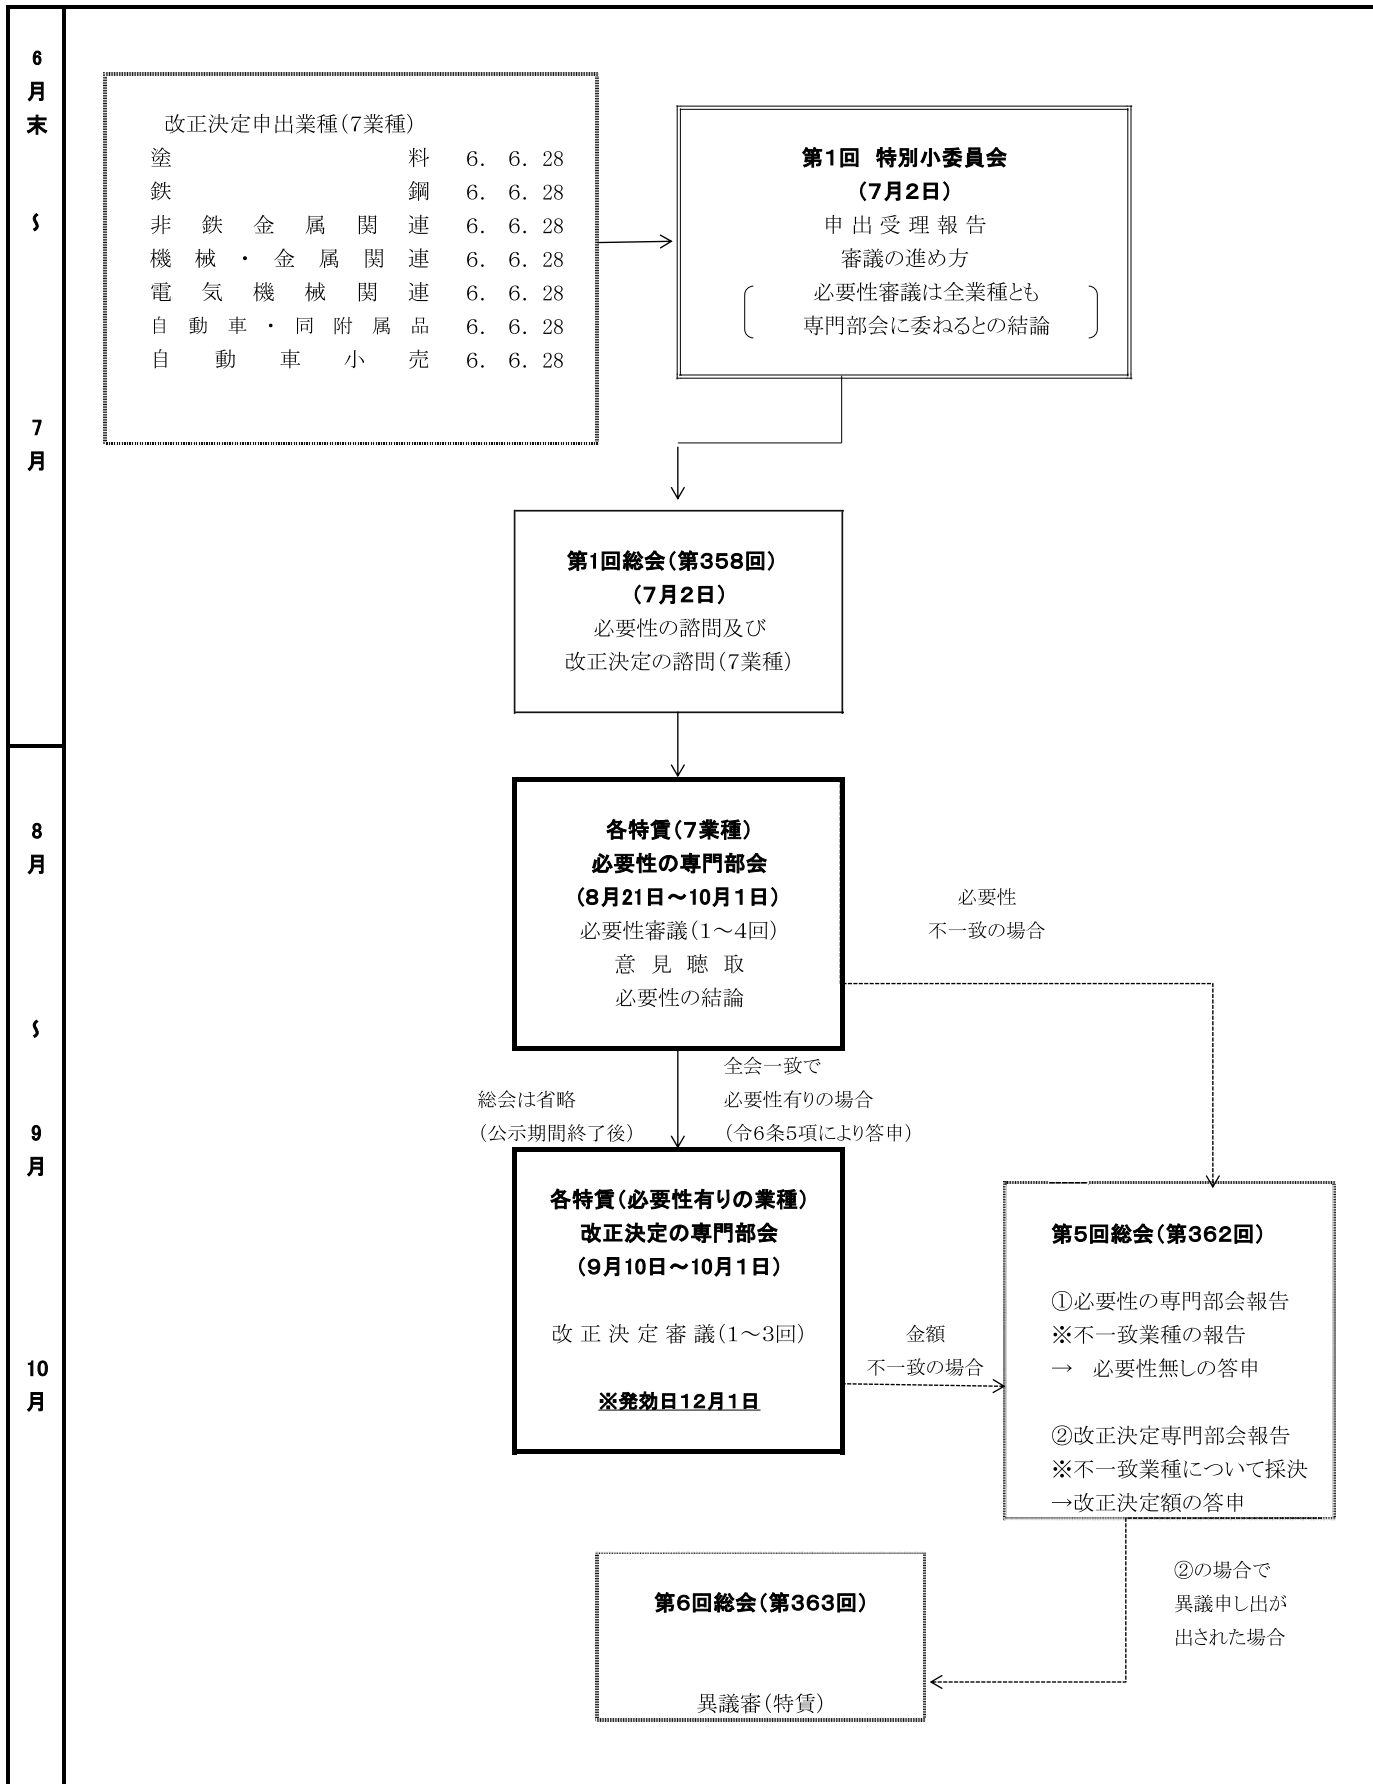 6
月
末
～
7
月
改正決定申出業種(7業種)
塗料 6. 6. 28
鉄鋼 6. 6. 28
非鉄金属関連 6. 6. 28
機械・金属関連 6. 6. 28
電気機械関連 6. 6. 28
自動車・同附属品 6. 6. 28
自動車小売 6. 6. 28
第1回 特別小委員会
(7月2日)
申出受理報告
審議の進め方
必要性審議は全業種とも
専門部会に委ねるとの結論
第1回総会(第358回)
(7月2日)
必要性の諮問及び
改正決定の諮問(7業種)
8
月
～
9
月
10
月
各特賃(7業種)
必要性の専門部会
(8月21日～10月1日)
必要性審議(1～4回)
意見聴取
必要性の結論
必要性
不一致の場合
総会は省略
(公示期間終了後)
全会一致で
必要性有りの場合
(令6条5項により答申)
各特賃(必要性有りの業種)
改正決定の専門部会
(9月10日～10月1日)
改正決定審議(1～3回)
※発効日12月1日
金額
不一致の場合
第5回総会(第362回)
①必要性の専門部会報告
※不一致業種の報告
→ 必要性無しの答申
②改正決定専門部会報告
※不一致業種について採決
→改正決定額の答申
②の場合で
異議申し出が
出された場合
第6回総会(第363回)
異議審(特賃)